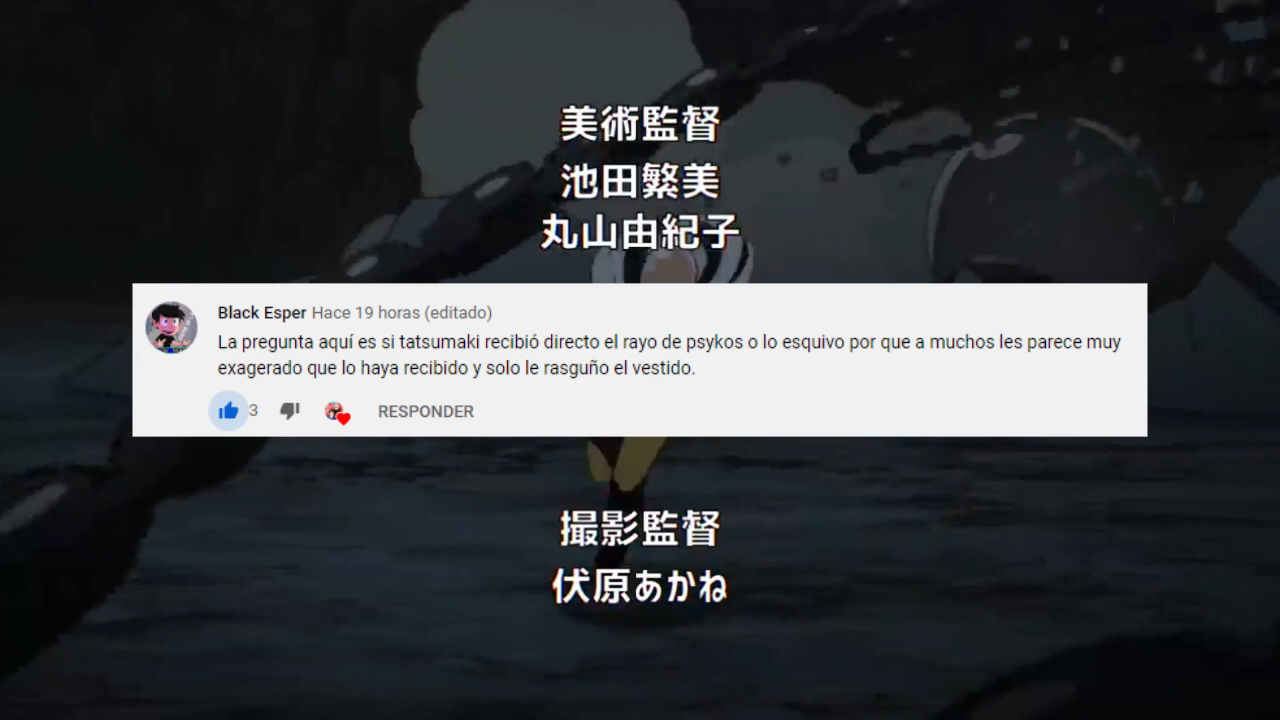 美術監督
池田繁美
丸山由紀子
Black Esper Hace 19 horas (editado)
La pregunta aquí es si tatsumaki recibió directo el rayo de psykos o lo esquivo por que a muchos les parece muy
exagerado que lo haya recibido y solo le rasguño el vestido.
3 RESPONDER
撮影監督
伏原あかね